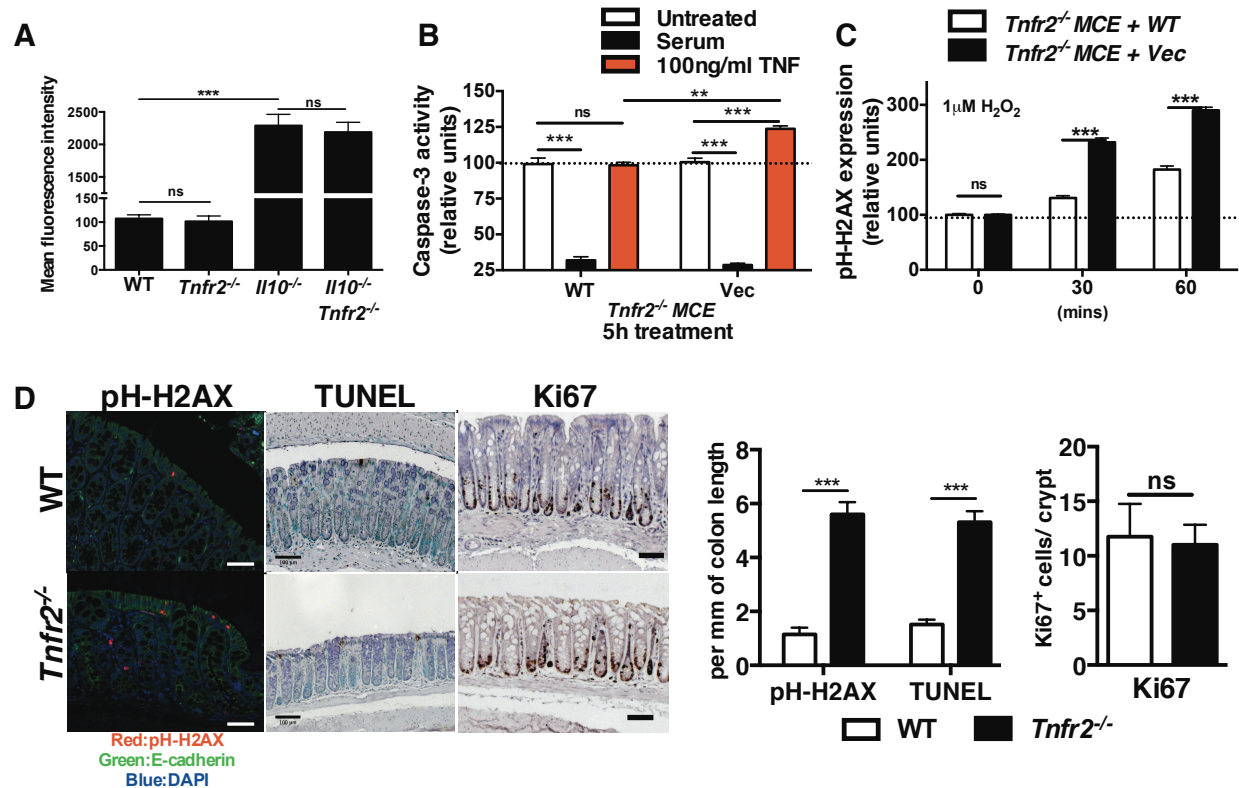 A
Mean fluorescence intensity
2500
1500
500
150
100
50
0
***
ns
ns
WT
Tnfr2-/-
Il10-/-
Il10-/-
Tnfr2-/-
B
Untreated
Serum
100ng/ml TNF
Caspase-3 activity
(relative units)
150
125
100
75
50
25
**
ns
***
***
***
WT
Vec
Tnfr2-/- MCE
5h treatment
C
Tnfr2-/- MCE + WT
Tnfr2-/- MCE + Vec
pH-H2AX expression
(relative units)
300
200
100
0
1μM H2O2
ns
***
***
0
30
60
(mins)
D
pH-H2AX
TUNEL
Ki67
WT
Tnfr2-/-
100 μm
100 μm
Red:pH-H2AX
Green:E-cadherin
Blue:DAPI
per mm of colon length
8
6
4
2
0
***
***
pH-H2AX
TUNEL
Ki67+ cells/ crypt
20
15
10
5
0
ns
Ki67
WT
Tnfr2-/-